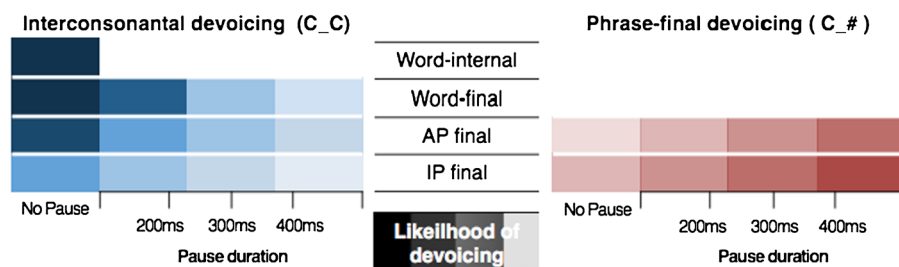 Interconsonantal devoicing (C_C)
Phrase-final devoicing ( C_# )
Word-internal
Word-final
AP final
IP final
No Pause
200ms 300ms 400ms
Pause duration
Likeilhood of
devoicing
No Pause
200ms 300ms 400ms
Pause duration